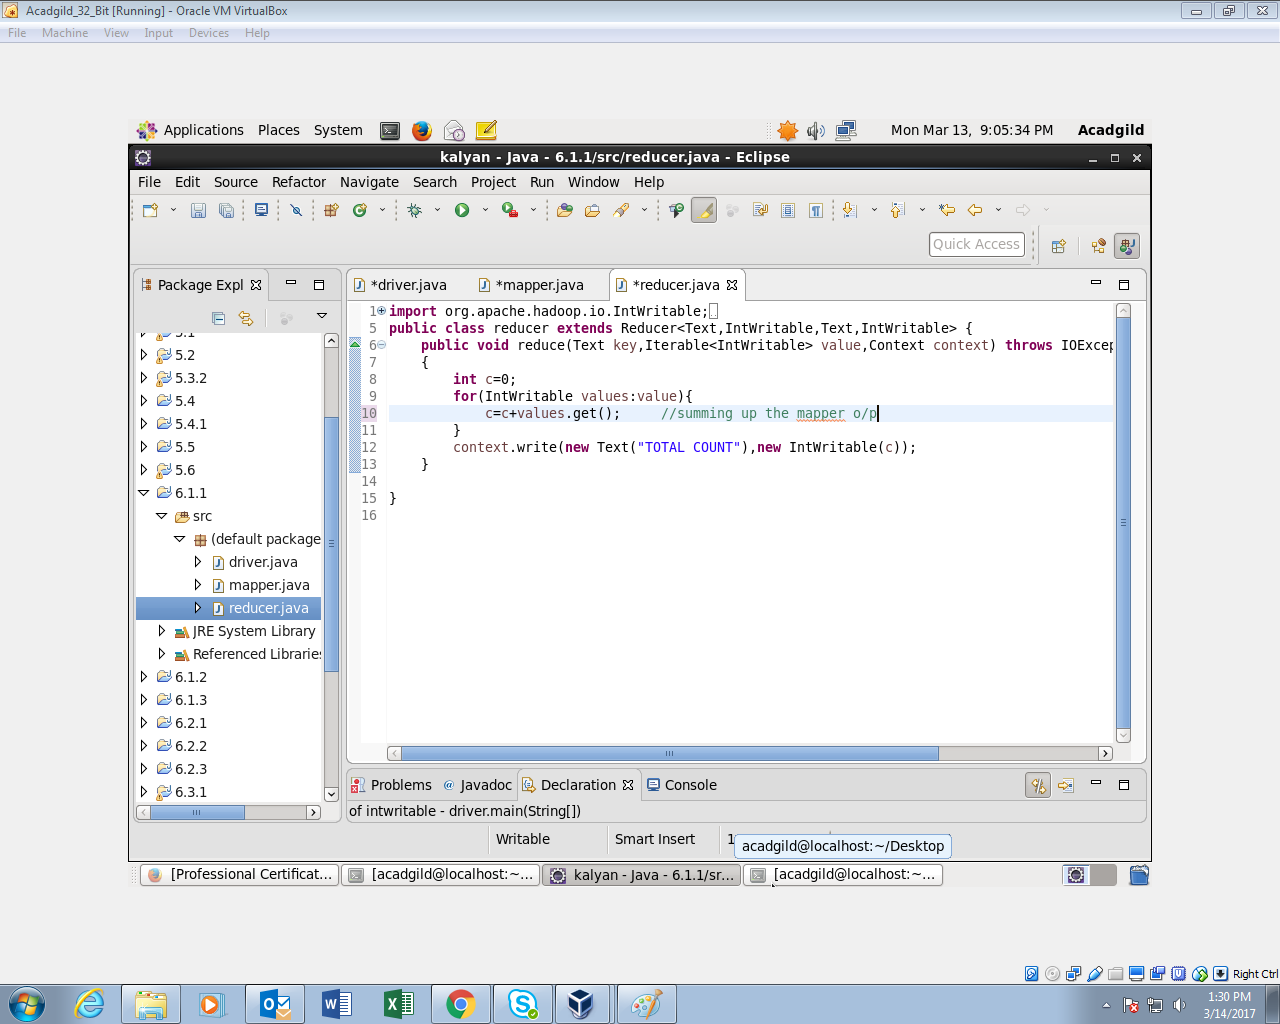 Acadgild_32_Bit [Running] - Oracle VM VirtualBox
File Machine View Input Devices Help
Applications Places System Mon Mar 13, 9:05:34 PM Acadgild
kalyan - Java - 6.1.1/src/reducer.java - Eclipse
File Edit Source Refactor Navigate Search Project Run Window Help
Quick Access
Package Expl
*driver.java *mapper.java *reducer.java
5.2
5.3.2
5.4
5.4.1
5.5
5.6
6.1.1
src
(default package
driver.java
mapper.java
reducer.java
JRE System Library
Referenced Librarie
6.1.2
6.1.3
6.2.1
6.2.2
6.2.3
6.3.1
1 import org.apache.hadoop.io.IntWritable;
5 public class reducer extends Reducer<Text,IntWritable,Text,IntWritable> {
6 public void reduce(Text key,Iterable<IntWritable> value,Context context) throws IOExcep
7 {
8 int c=0;
9 for(IntWritable values:value){
10 c=c+values.get(); //summing up the mapper o/p
11 }
12 context.write(new Text("TOTAL COUNT"),new IntWritable(c));
13 }
14
15 }
16
Problems @ Javadoc Declaration Console
of intwritable - driver.main(String[])
Writable Smart Insert 1
acadgild@localhost:~/Desktop
[Professional Certificat... [acadgild@localhost:~... kalyan - Java - 6.1.1/sr... [acadgild@localhost:~...
Right Ctrl
1:30 PM
3/14/2017